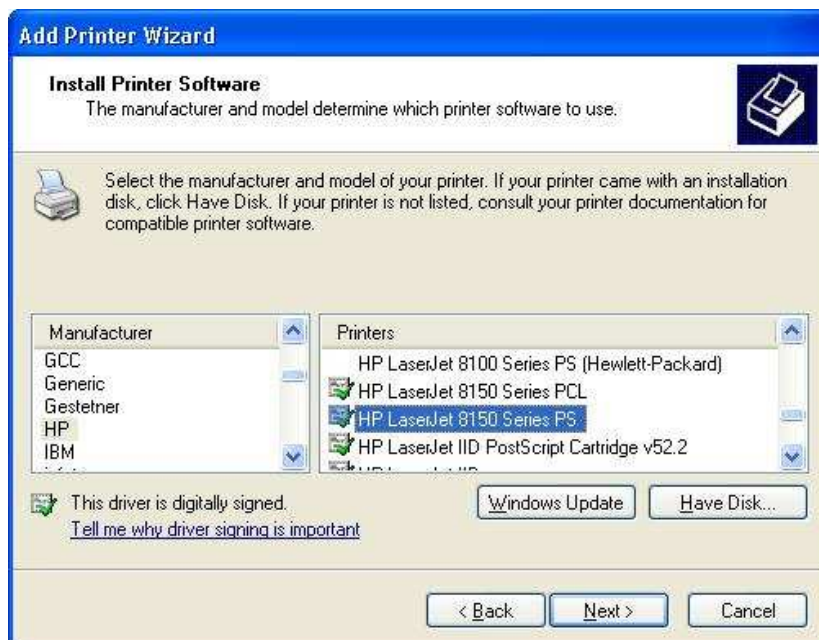 Add Printer Wizard
Install Printer Software
The manufacturer and model determine which printer software to use.
Select the manufacturer and model of your printer. If your printer came with an installation
disk, click Have Disk. If your printer is not listed, consult your printer documentation for
compatible printer software.
Manufacturer
GCC
Generic
Gestetner
HP
IBM
Printers
HP LaserJet 8100 Series PS (Hewlett-Packard)
HP LaserJet 8150 Series PCL
HP LaserJet 8150 Series PS
HP LaserJet IID PostScript Cartridge v52.2
This driver is digitally signed.
Tell me why driver signing is important
Windows Update
Have Disk...
< Back
Next >
Cancel